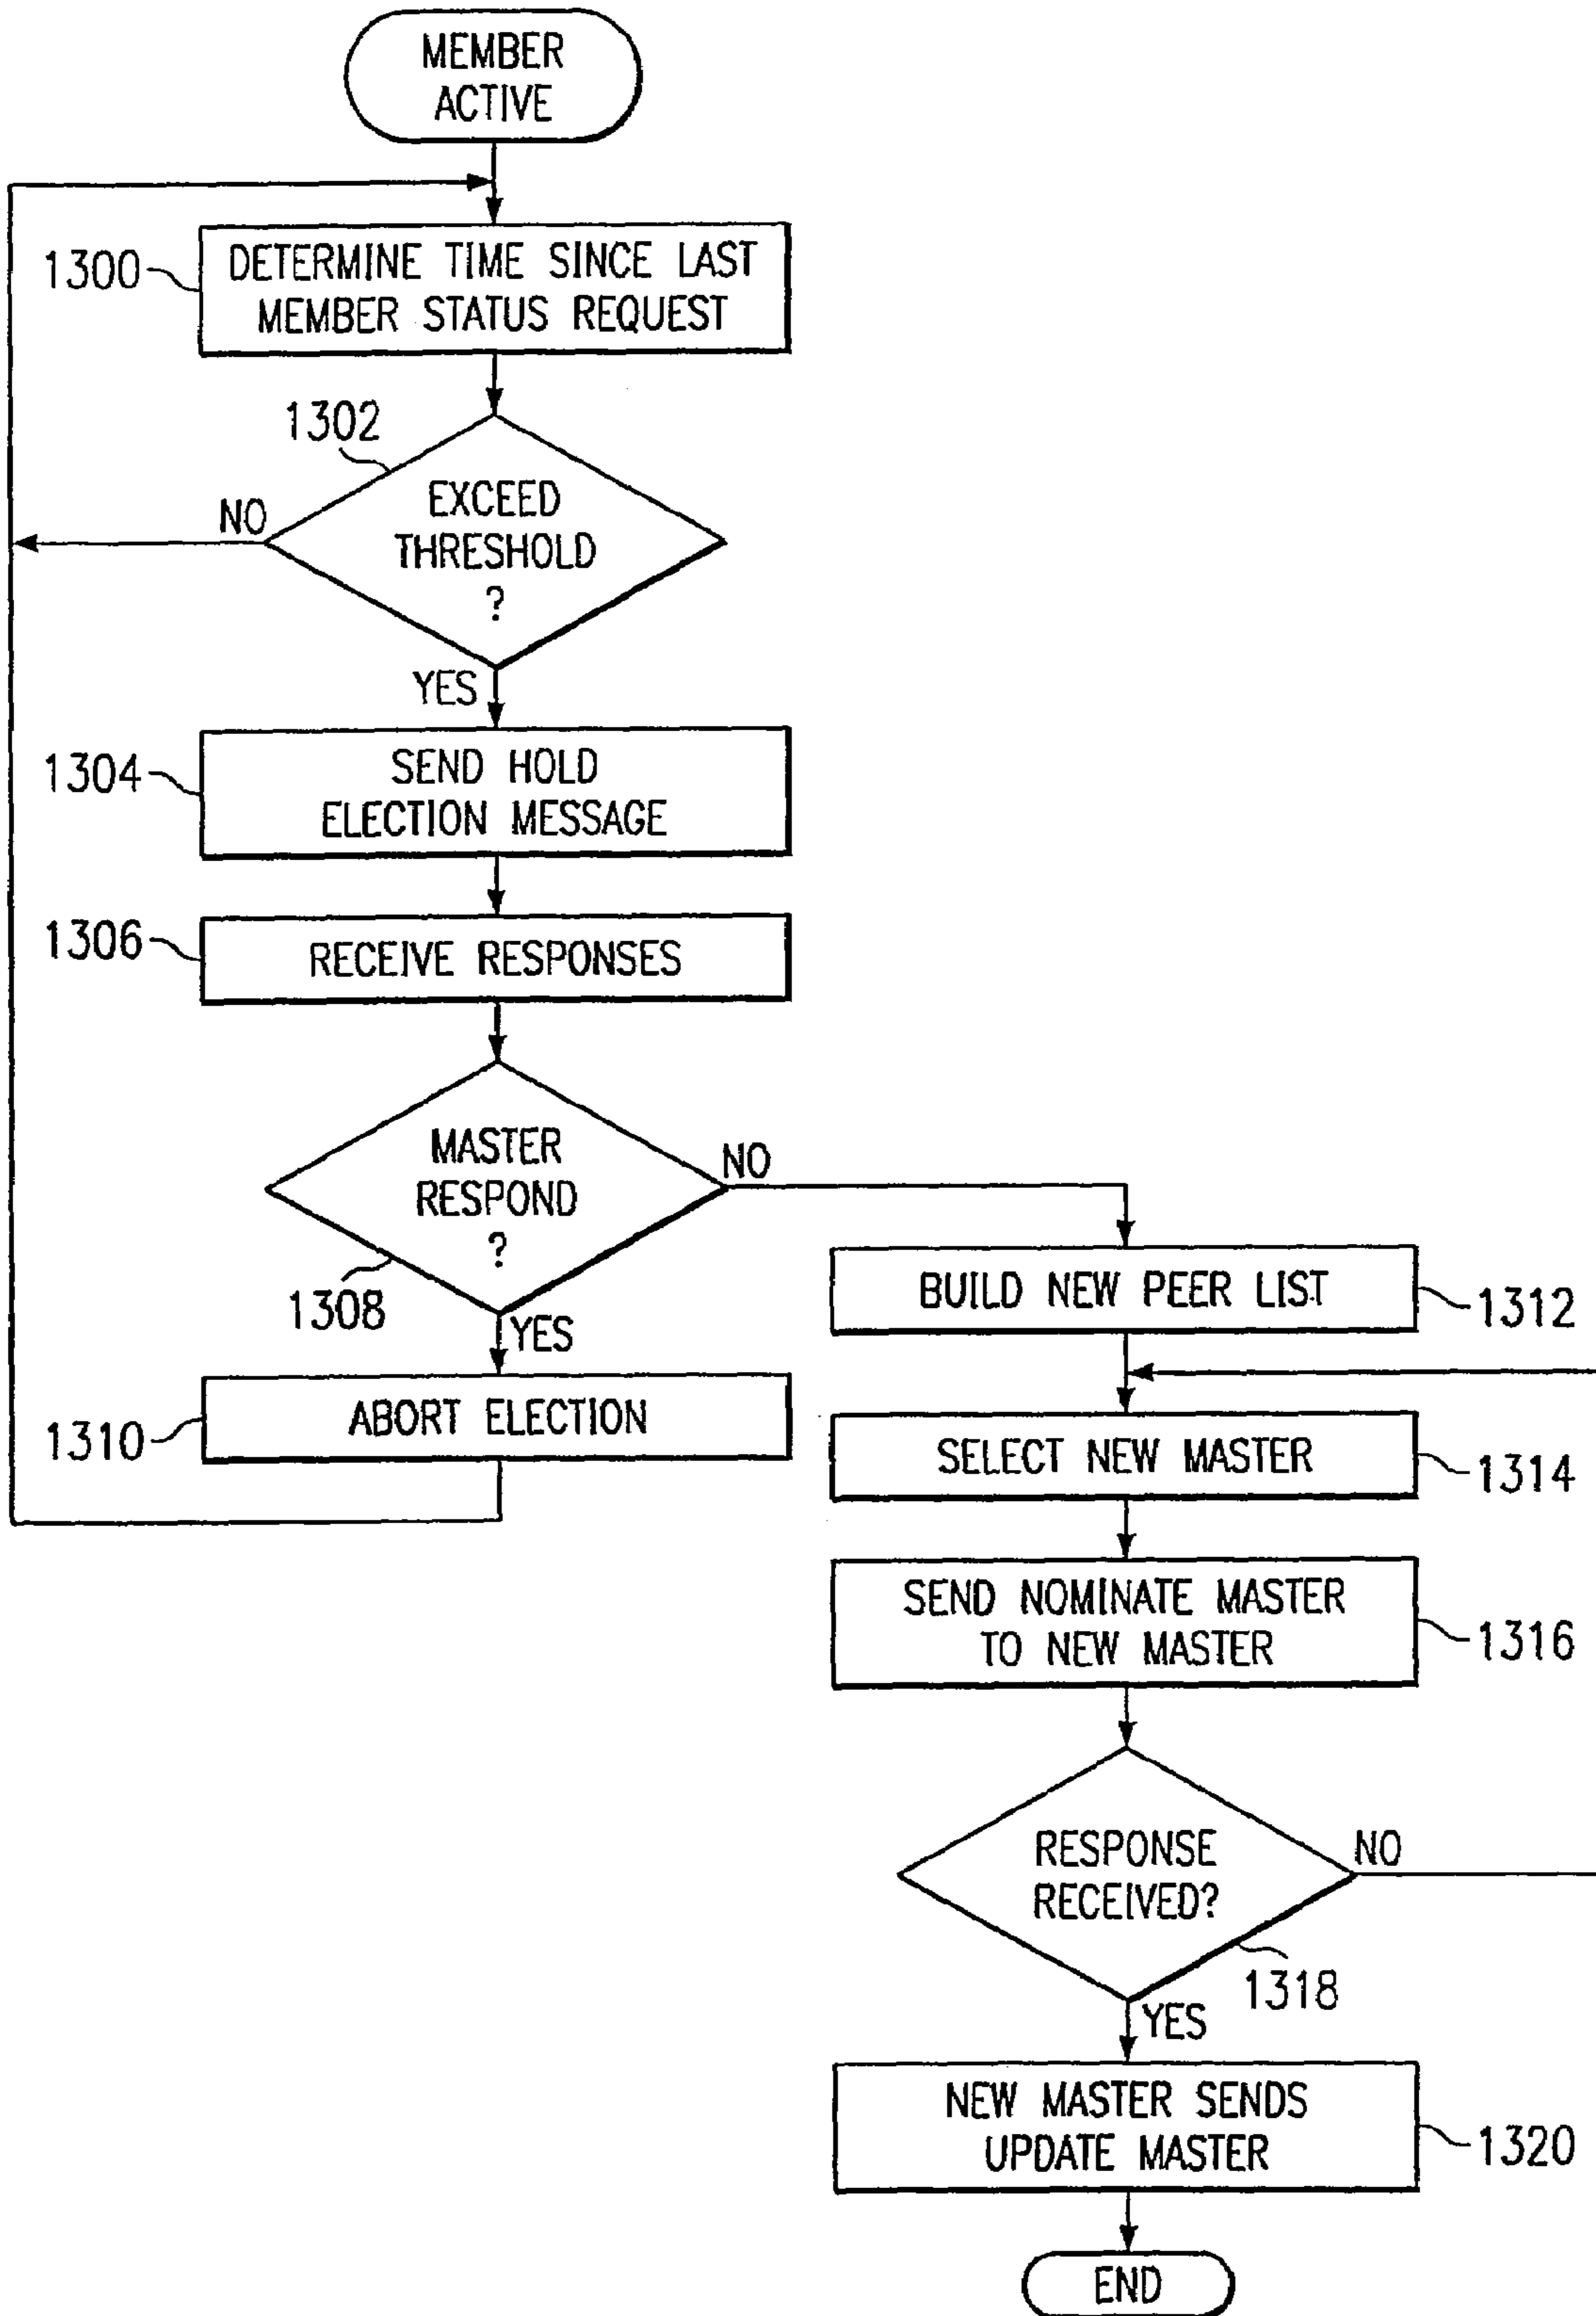 MEMBER
ACTIVE
1300
DETERMINE TIME SINCE LAST
MEMBER STATUS REQUEST
1302
EXCEED
THRESHOLD
?
NO
YES
1304
SEND HOLD
ELECTION MESSAGE
1306
RECEIVE RESPONSES
MASTER
RESPOND
?
NO
1308
YES
1310
ABORT ELECTION
BUILD NEW PEER LIST
1312
SELECT NEW MASTER
1314
SEND NOMINATE MASTER
TO NEW MASTER
1316
RESPONSE
RECEIVED?
NO
1318
YES
NEW MASTER SENDS
UPDATE MASTER
1320
END